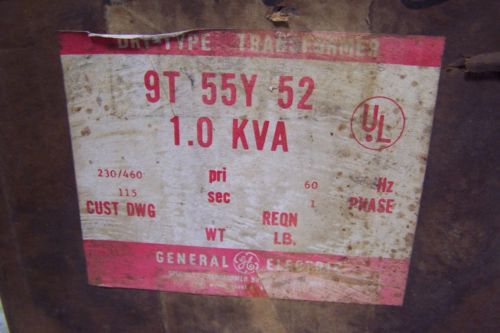 DRY-TYPE TRANSFORMER
9T 55Y 52
1.0 KVA
UL
230/460 pri 60 Hz
115 sec 1 PHASE
CUST DWG REQN
WT LB.
GENERAL GE ELECTRIC